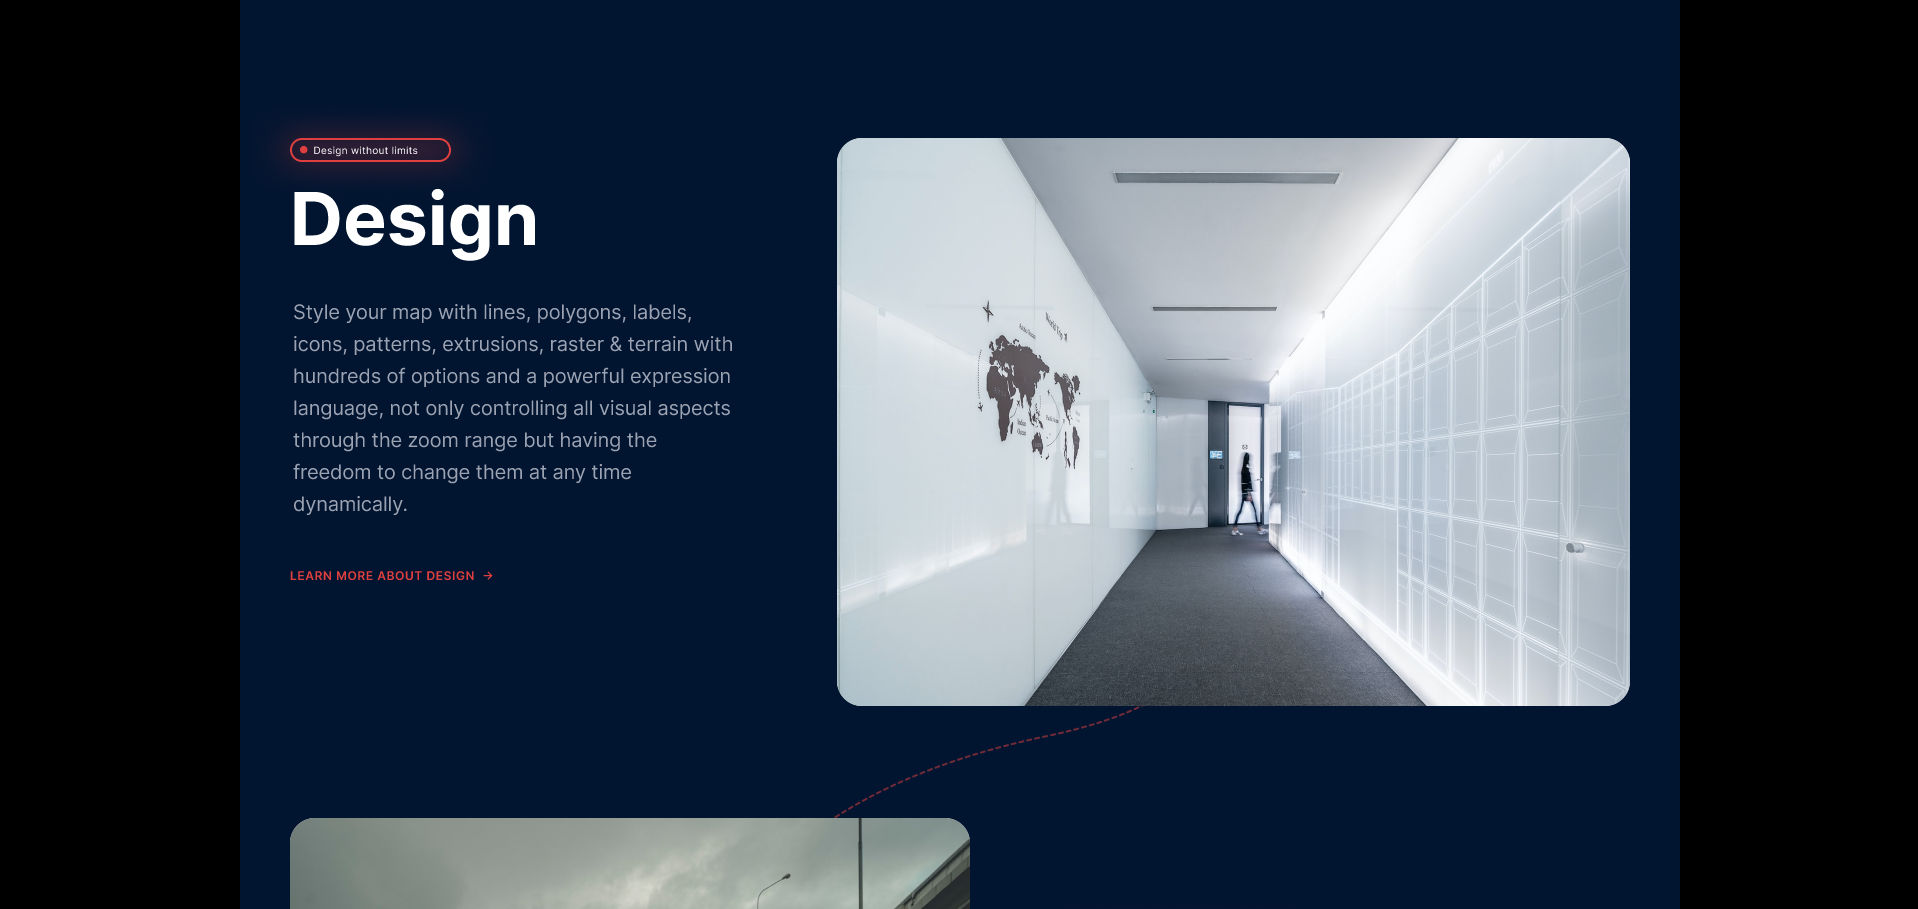 Design without limits
Design
Style your map with lines, polygons, labels,
icons, patterns, extrusions, raster & terrain with
hundreds of options and a powerful expression
language, not only controlling all visual aspects
through the zoom range but having the
freedom to change them at any time
dynamically.
LEARN MORE ABOUT DESIGN →
World Trip